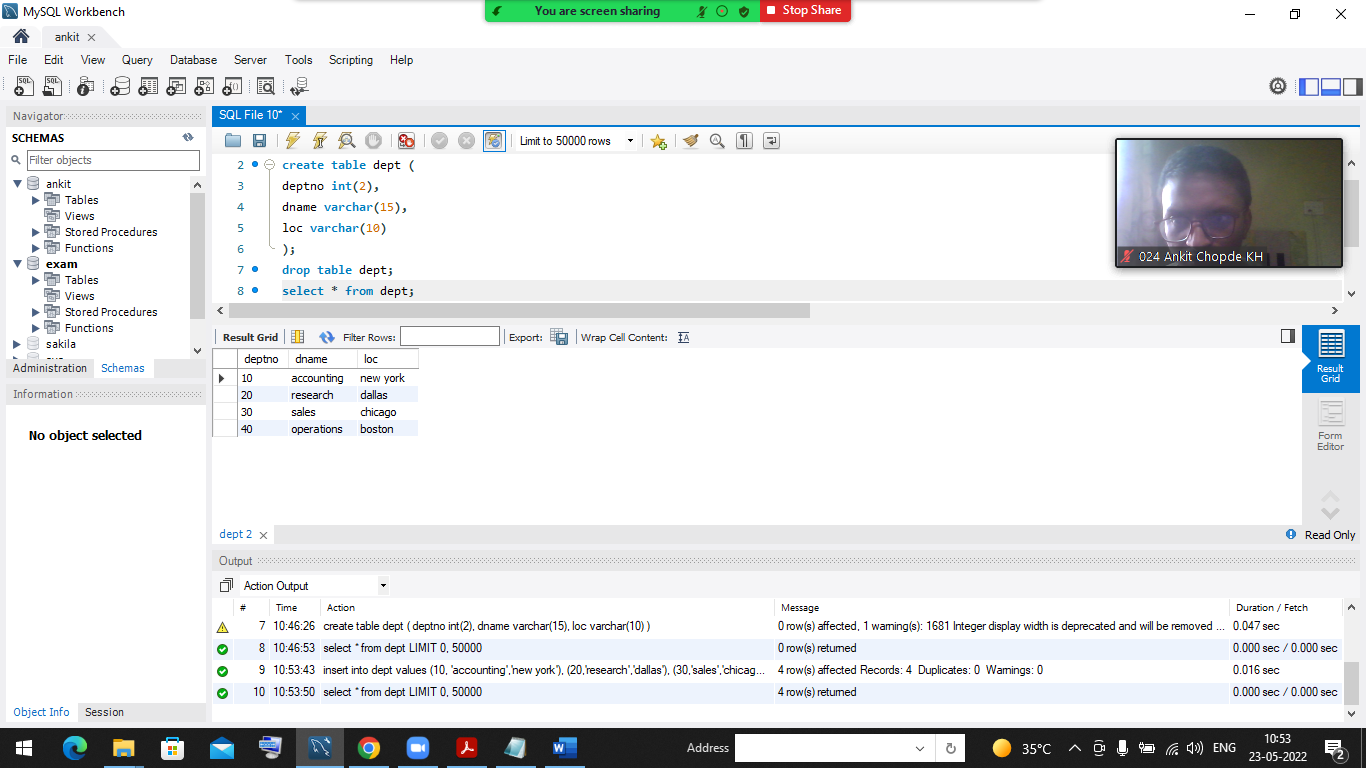 MySQL Workbench
You are screen sharing
Stop Share
ankit
File Edit View Query Database Server Tools Scripting Help
Navigator
SCHEMAS
Filter objects
ankit
Tables
Views
Stored Procedures
Functions
exam
Tables
Views
Stored Procedures
Functions
sakila
Administration Schemas
Information
No object selected
Object Info Session
SQL File 10*
Limit to 50000 rows
2 create table dept (
3 deptno int(2),
4 dname varchar(15),
5 loc varchar(10)
6 );
7 drop table dept;
8 select * from dept;
024 Ankit Chopde KH
Result Grid Filter Rows: Export: Wrap Cell Content:
deptno dname loc
10 accounting new york
20 research dallas
30 sales chicago
40 operations boston
Result Grid
Form Editor
dept 2
Read Only
Output
Action Output
# Time Action Message Duration / Fetch
7 10:46:26 create table dept ( deptno int(2), dname varchar(15), loc varchar(10) ) 0 row(s) affected, 1 warning(s): 1681 Integer display width is deprecated and will be removed ... 0.047 sec
8 10:46:53 select * from dept LIMIT 0, 50000 0 row(s) returned 0.000 sec / 0.000 sec
9 10:53:43 insert into dept values (10, 'accounting','new york'), (20,'research','dallas'), (30,'sales','chicag... 4 row(s) affected Records: 4 Duplicates: 0 Warnings: 0 0.016 sec
10 10:53:50 select * from dept LIMIT 0, 50000 4 row(s) returned 0.000 sec / 0.000 sec
Address 35°C ENG 10:53
23-05-2022
2